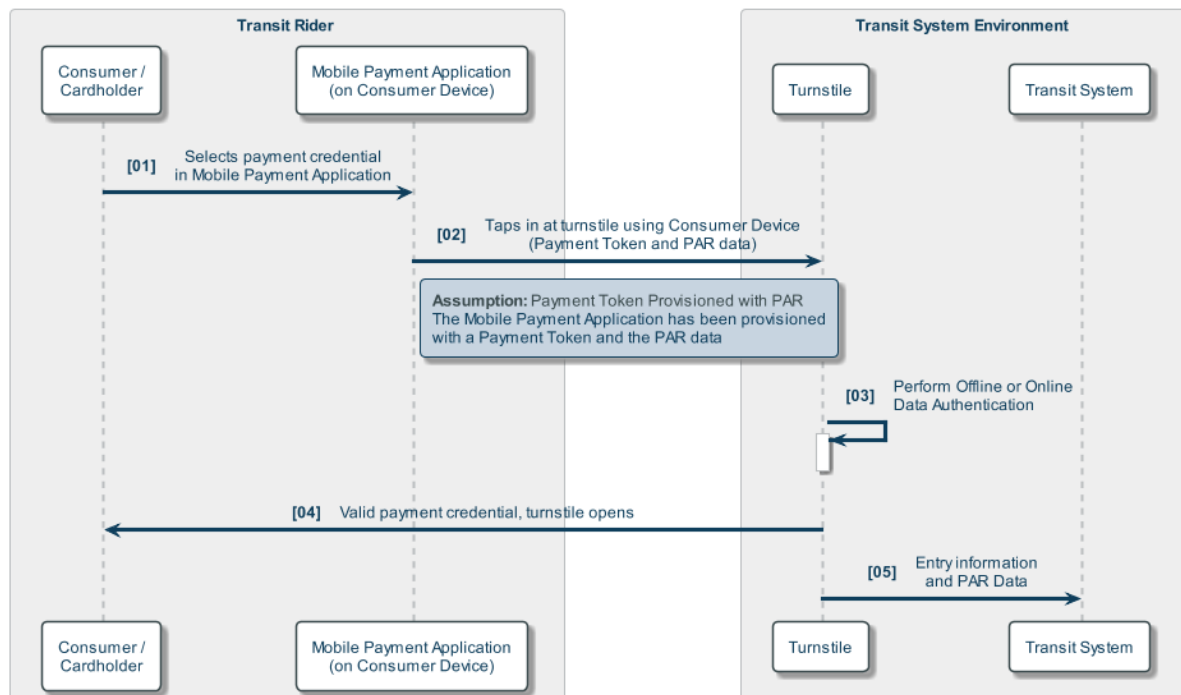 Transit Rider
Transit System Environment
Consumer /
Cardholder
Mobile Payment Application
(on Consumer Device)
Turnstile
Transit System
[01] Selects payment credential
in Mobile Payment Application
[02] Taps in at turnstile using Consumer Device
(Payment Token and PAR data)
Assumption: Payment Token Provisioned with PAR
The Mobile Payment Application has been provisioned
with a Payment Token and the PAR data
[03] Perform Offline or Online
Data Authentication
[04] Valid payment credential, turnstile opens
[05] Entry information
and PAR Data
Consumer /
Cardholder
Mobile Payment Application
(on Consumer Device)
Turnstile
Transit System